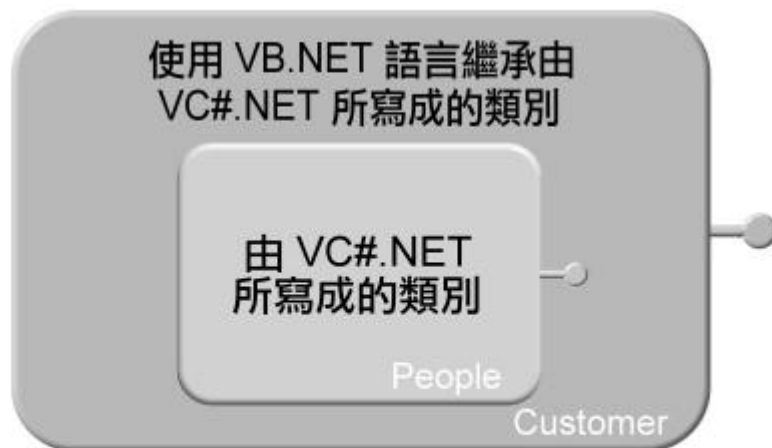 使用 VB.NET 語言繼承由
VC#.NET 所寫成的類別
由 VC#.NET
所寫成的類別
People
Customer